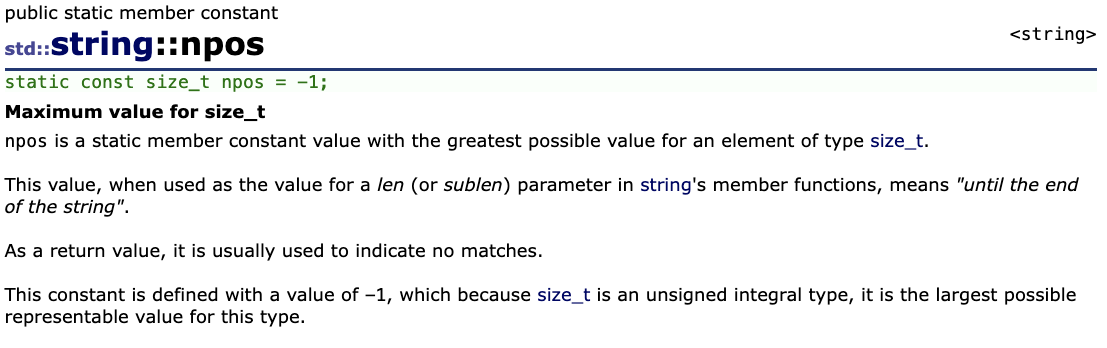 public static member constant
<string>
std::string::npos
static const size_t npos = -1;
Maximum value for size_t
npos is a static member constant value with the greatest possible value for an element of type size_t.
This value, when used as the value for a len (or sublen) parameter in string's member functions, means "until the end
of the string".
As a return value, it is usually used to indicate no matches.
This constant is defined with a value of -1, which because size_t is an unsigned integral type, it is the largest possible
representable value for this type.